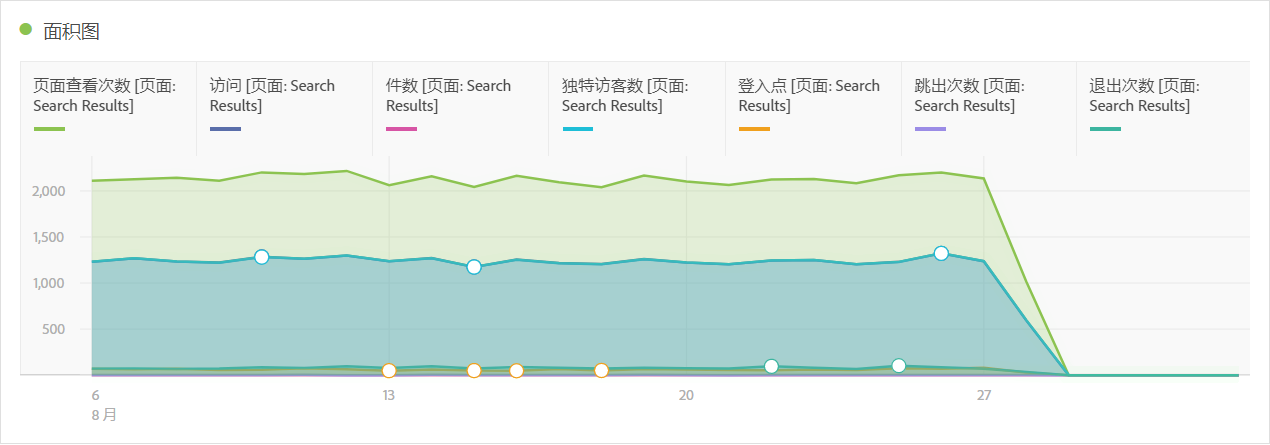 面积图
页面查看次数 [页面:
Search Results]
访问 [页面: Search
Results]
件数 [页面: Search
Results]
独特访客数 [页面:
Search Results]
登入点 [页面: Search
Results]
跳出次数 [页面:
Search Results]
退出次数 [页面:
Search Results]
2,000
1,500
1,000
500
6
13
20
27
8 月